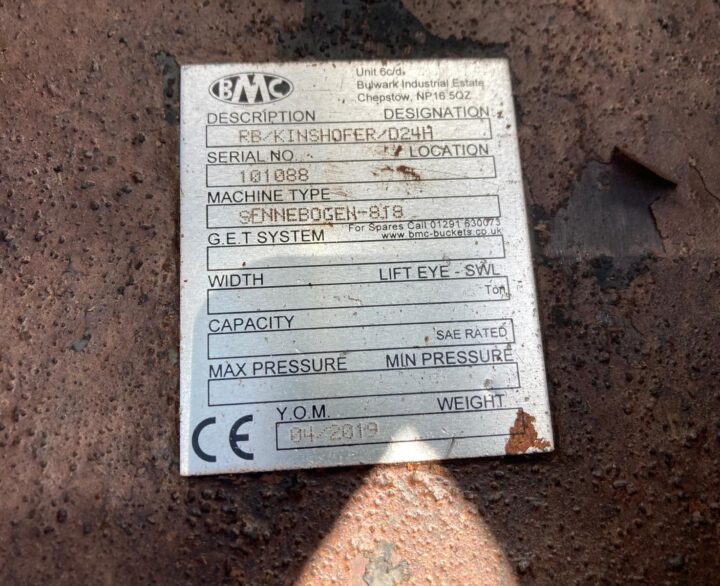 BMC
Unit 6c/d
Bulwark Industrial Estate
Chepstow, NP16 5QZ
DESCRIPTION DESIGNATION
RB/KINSHOFER/D24H
SERIAL NO. LOCATION
101088
MACHINE TYPE
SENNEBOGEN-818
For Spares Call 01291 630073
G.E.T SYSTEM www.bmc-buckets.co.uk
WIDTH LIFT EYE - SWL
Ton
CAPACITY
SAE RATED
MAX PRESSURE MIN PRESSURE
Y.O.M. WEIGHT
CE 04/2019